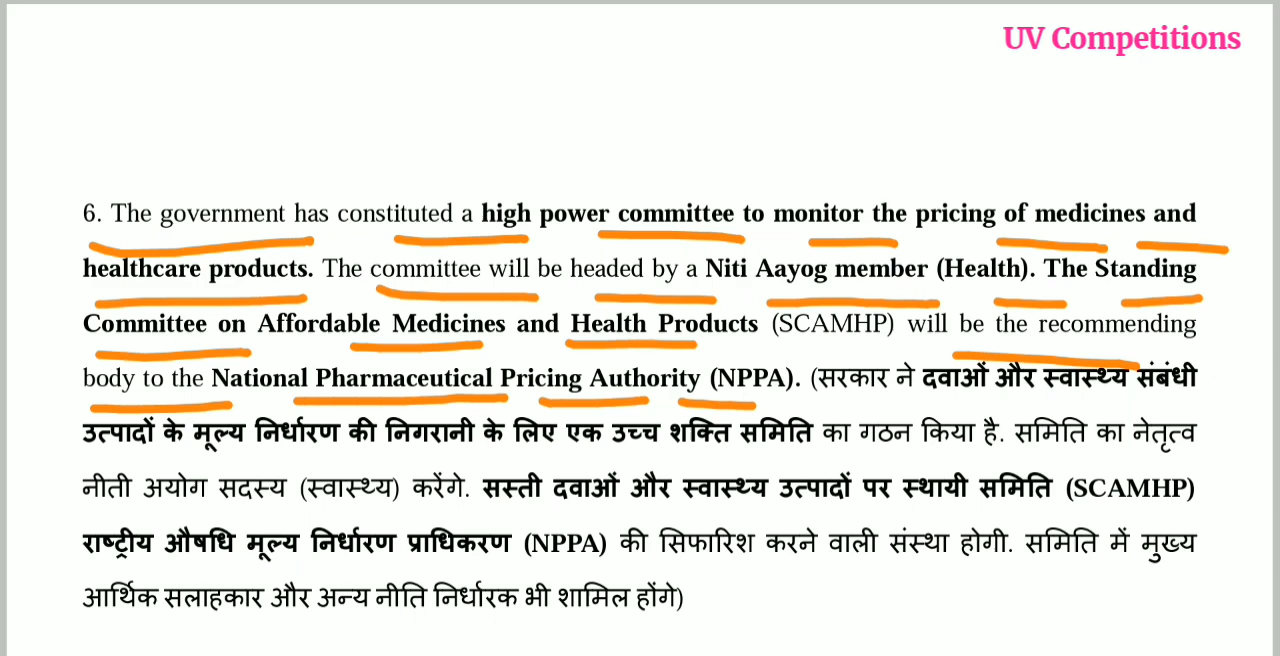 UV Competitions
6. The government has constituted a high power committee to monitor the pricing of medicines and
healthcare products. The committee will be headed by a Niti Aayog member (Health). The Standing
Committee on Affordable Medicines and Health Products (SCAMHP) will be the recommending
body to the National Pharmaceutical Pricing Authority (NPPA). (सरकार ने दवाओं और स्वास्थ्य संबंधी
उत्पादों के मूल्य निर्धारण की निगरानी के लिए एक उच्च शक्ति समिति का गठन किया है. समिति का नेतृत्व
नीती अयोग सदस्य (स्वास्थ्य) करेंगे. सस्ती दवाओं और स्वास्थ्य उत्पादों पर स्थायी समिति (SCAMHP)
राष्ट्रीय औषधि मूल्य निर्धारण प्राधिकरण (NPPA) की सिफारिश करने वाली संस्था होगी. समिति में मुख्य
आर्थिक सलाहकार और अन्य नीति निर्धारक भी शामिल होंगे)